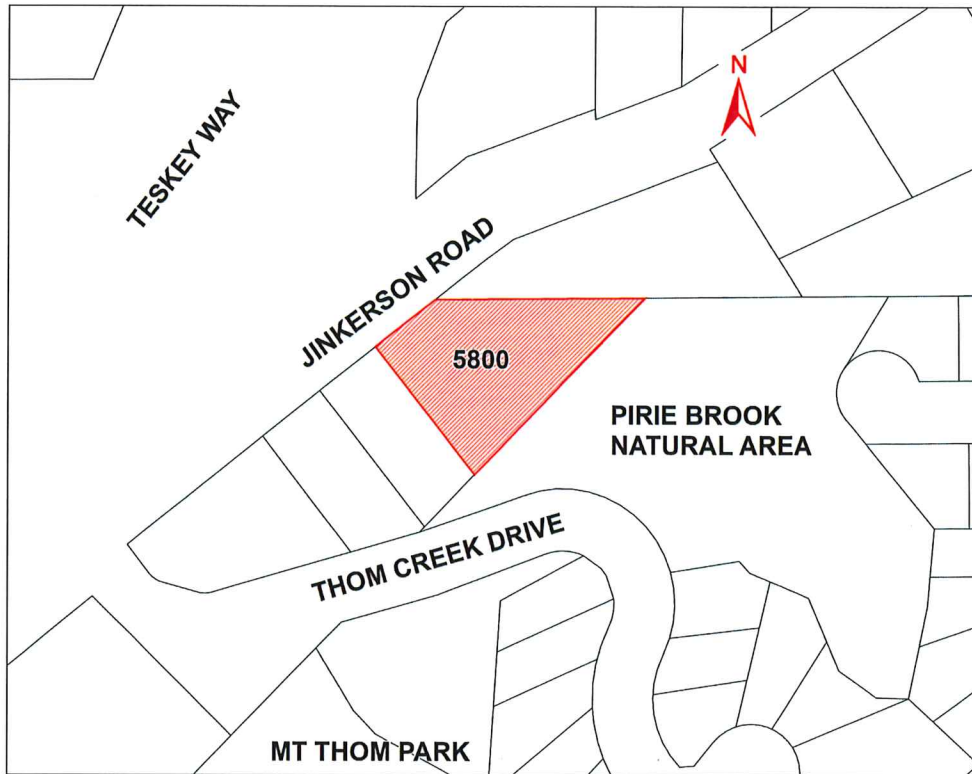 N
TESKEY WAY
JINKERSON ROAD
5800
PIRIE BROOK
NATURAL AREA
THOM CREEK DRIVE
MT THOM PARK